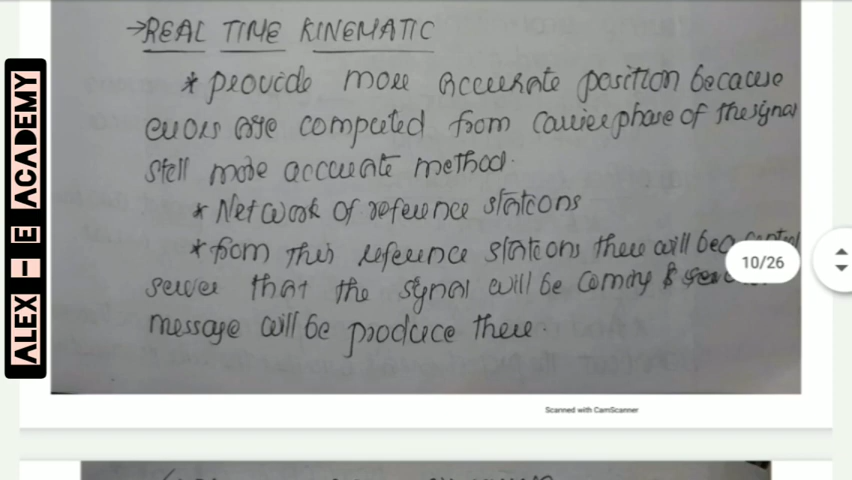 →REAL TIME KINEMATIC
* provide more accurate position because
errors are computed from carrier phase of the signal
still more accurate method.
* Network of reference stations
* from this reference stations there will be a
server that the signal will be coming &
message will be produce there.
10/26
Scanned with CamScanner
ALEX - E ACADEMY